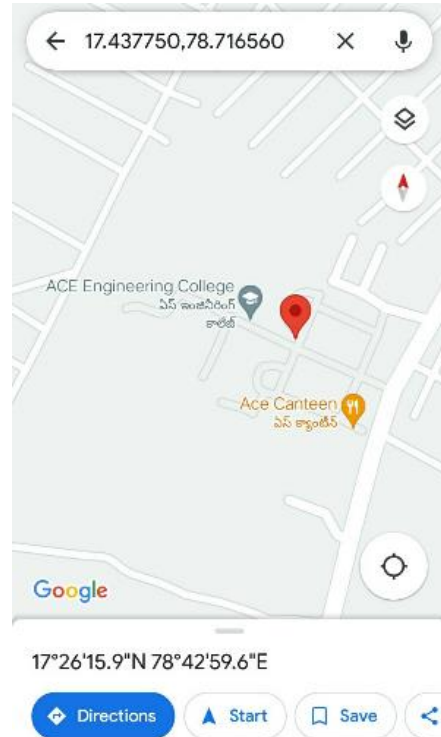 17.437750,78.716560
ACE Engineering College
ఏస్ ఇంజినీరింగ్
కాలేజ్
Ace Canteen
ఏస్ క్యాంటీన్
Google
17°26'15.9"N 78°42'59.6"E
Directions
Start
Save